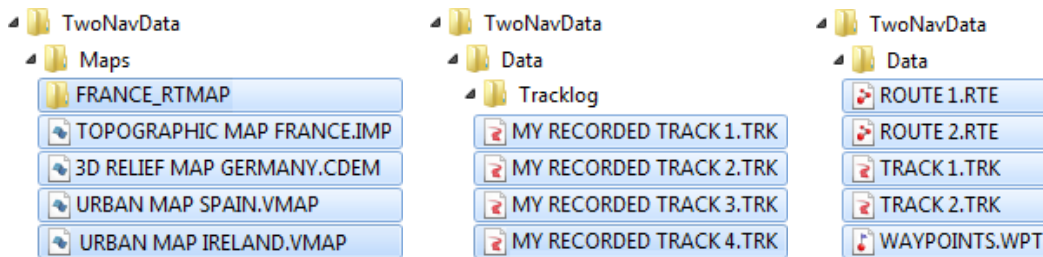 TwoNavData
Maps
FRANCE_RTMAP
TOPOGRAPHIC MAP FRANCE.IMP
3D RELIEF MAP GERMANY.CDEM
URBAN MAP SPAIN.VMAP
URBAN MAP IRELAND.VMAP
TwoNavData
Data
Tracklog
MY RECORDED TRACK 1.TRK
MY RECORDED TRACK 2.TRK
MY RECORDED TRACK 3.TRK
MY RECORDED TRACK 4.TRK
TwoNavData
Data
ROUTE 1.RTE
ROUTE 2.RTE
TRACK 1.TRK
TRACK 2.TRK
WAYPOINTS.WPT